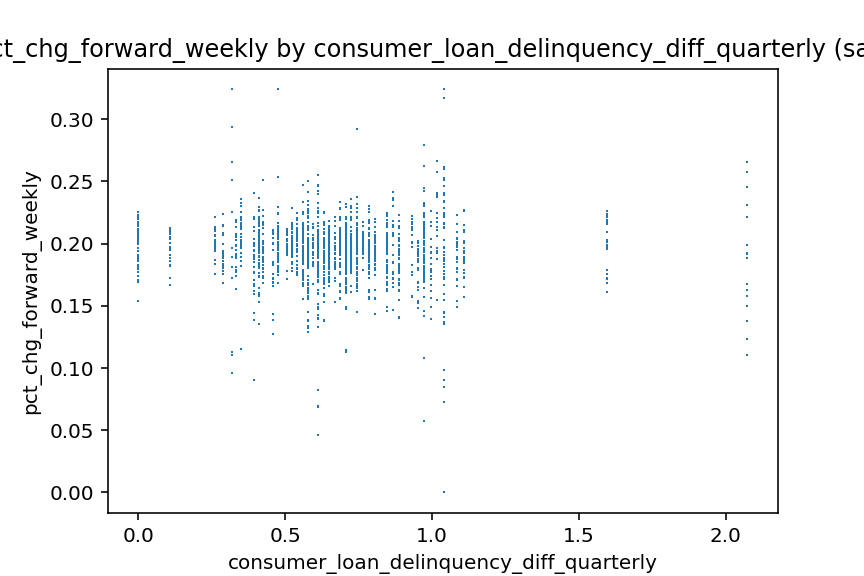 ct_chg_forward_weekly by consumer_loan_delinquency_diff_quarterly (sa
0.30
0.25
0.20
0.15
0.10
0.05
0.00
pct_chg_forward_weekly
0.0 0.5 1.0 1.5 2.0
consumer_loan_delinquency_diff_quarterly